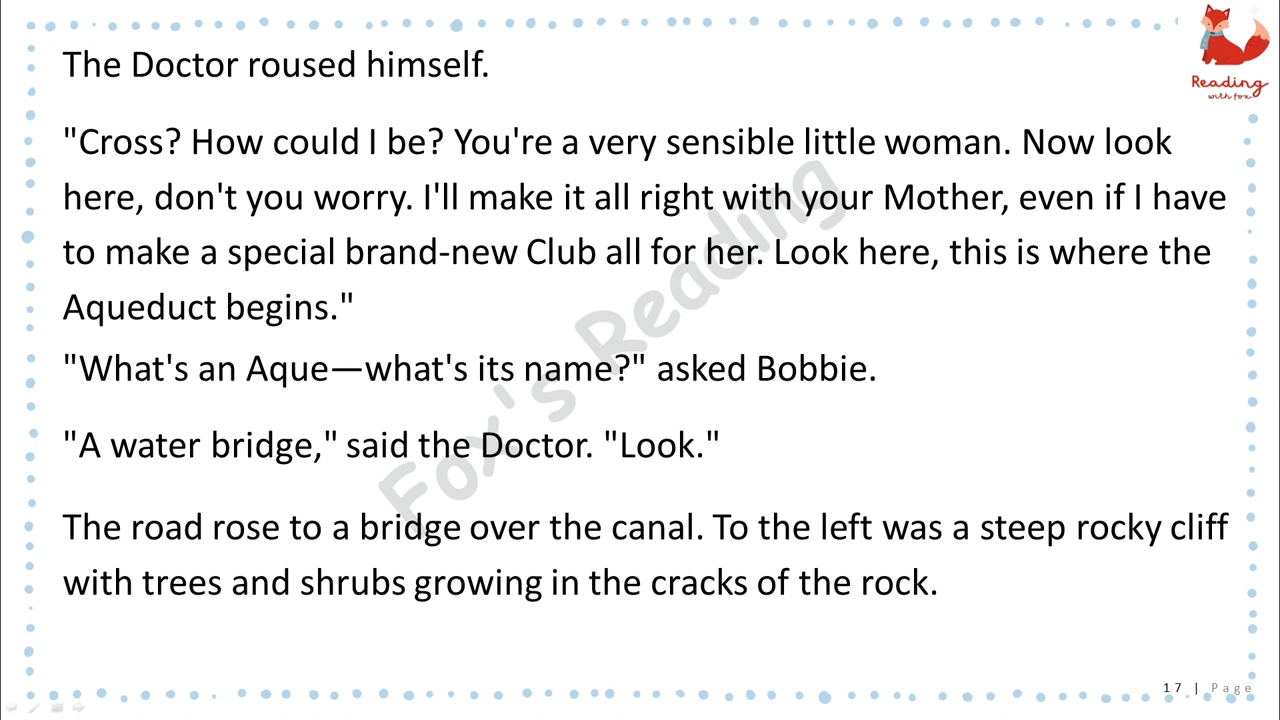 Reading
with fox
The Doctor roused himself.
"Cross? How could I be? You're a very sensible little woman. Now look
here, don't you worry. I'll make it all right with your Mother, even if I have
to make a special brand-new Club all for her. Look here, this is where the
Aqueduct begins."
"What's an Aque—what's its name?" asked Bobbie.
"A water bridge," said the Doctor. "Look."
The road rose to a bridge over the canal. To the left was a steep rocky cliff
with trees and shrubs growing in the cracks of the rock.
Fox's Reading
17 | Page